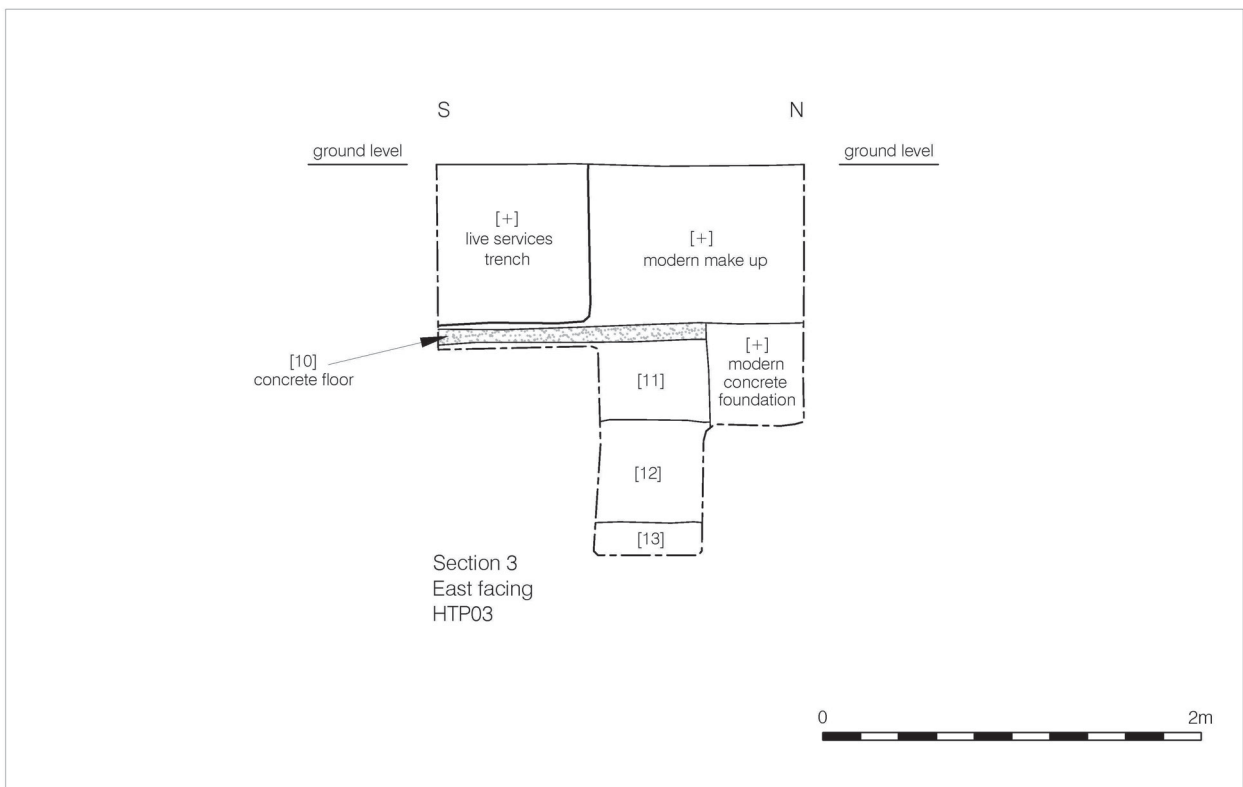 S
N
ground level
ground level
[+]
live services
trench
[+]
modern make up
[10]
concrete floor
[11]
[+]
modern
concrete
foundation
[12]
[13]
Section 3
East facing
HTP03
0
2m